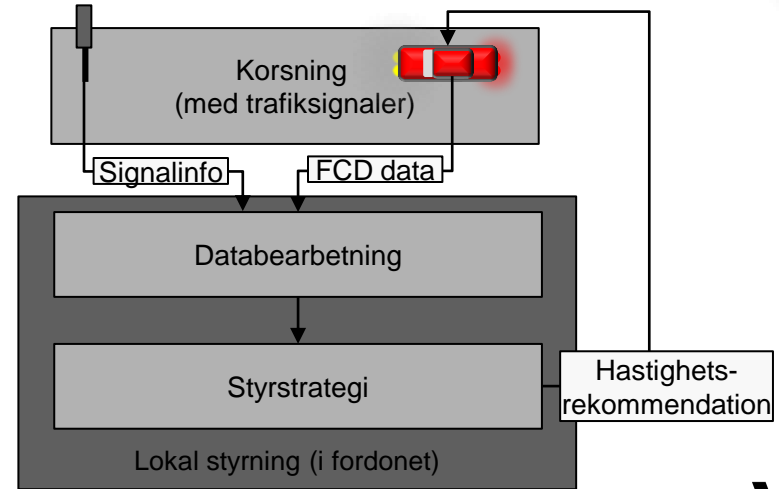 Korsning
(med trafiksignaler)
Signalinfo
FCD data
Databearbetning
Styrstrategi
Hastighets-
rekommendation
Lokal styrning (i fordonet)